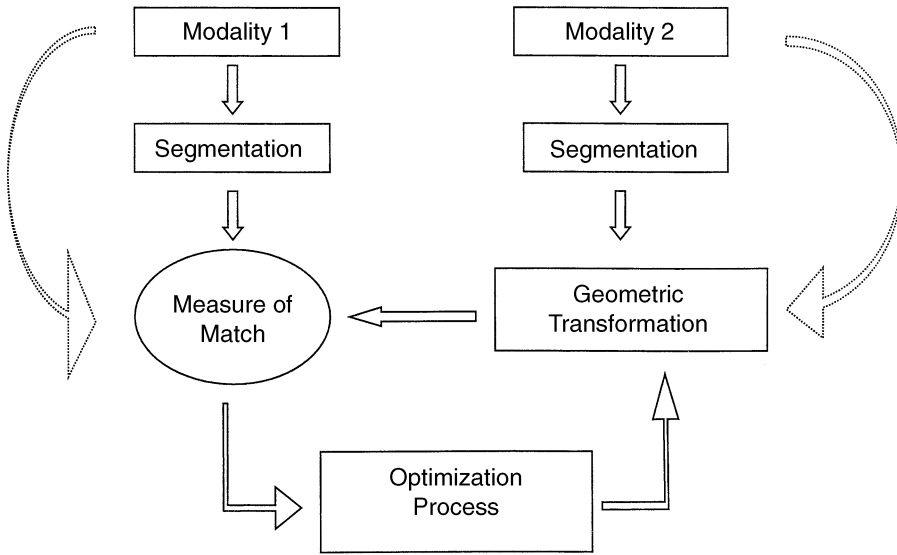 Modality 1
Modality 2
Segmentation
Segmentation
Measure of
Match
Geometric
Transformation
Optimization
Process